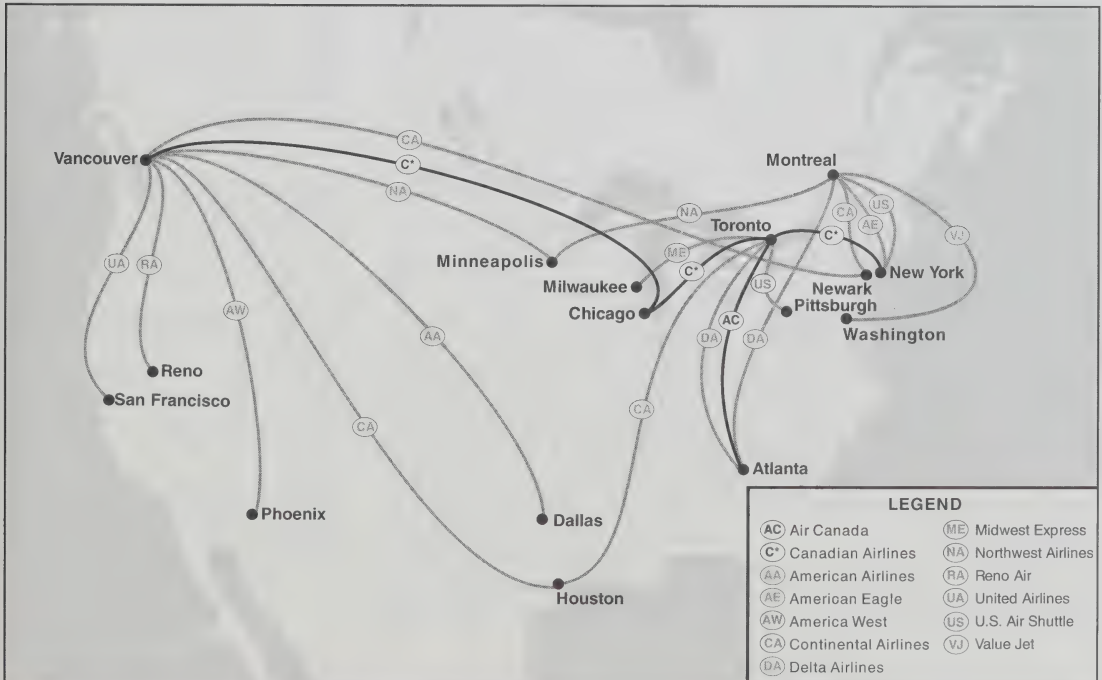 CA
Vancouver
C*
NA
Montreal
NA
CA
US
AE
VJ
Toronto
C*
ME
C*
UA
RA
Minneapolis
Milwaukee
Chicago
US
New York
Newark
Pittsburgh
Washington
AW
AA
DA
AC
DA
Reno
San Francisco
CA
CA
Atlanta
Phoenix
Dallas
Houston
LEGEND
AC Air Canada
C* Canadian Airlines
AA American Airlines
AE American Eagle
AW America West
CA Continental Airlines
DA Delta Airlines
ME Midwest Express
NA Northwest Airlines
RA Reno Air
UA United Airlines
US U.S. Air Shuttle
VJ Value Jet